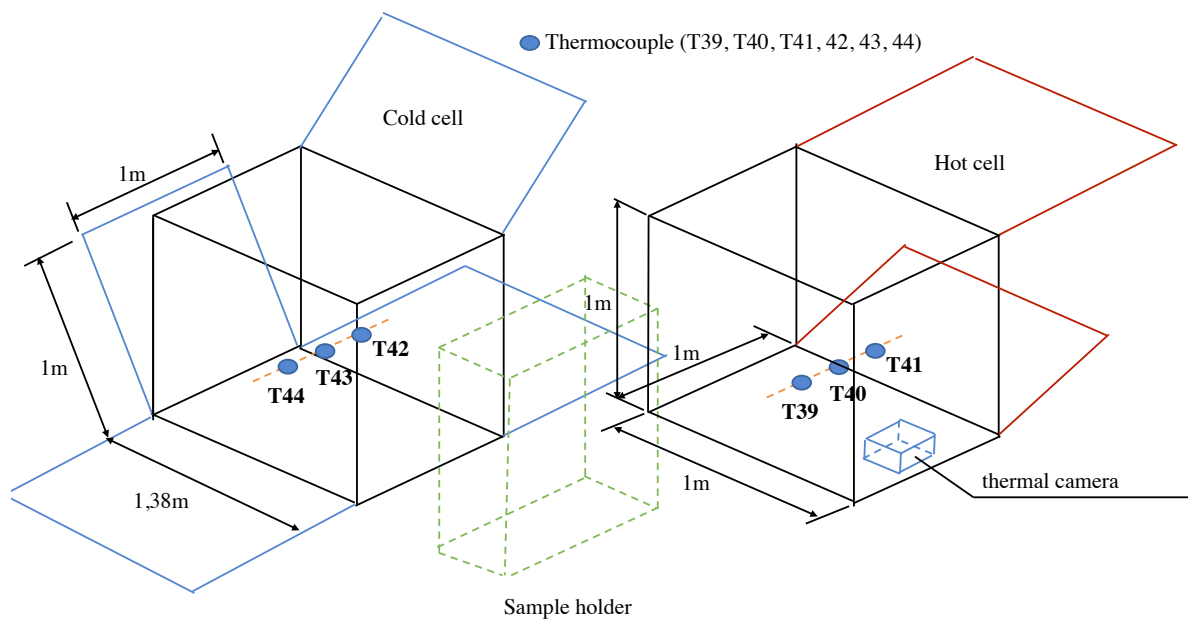 Thermocouple (T39, T40, T41, 42, 43, 44)
Cold cell
Hot cell
1m
1m
1m
1m
T42
T43
T44
T41
T40
T39
1,38m
1m
thermal camera
Sample holder